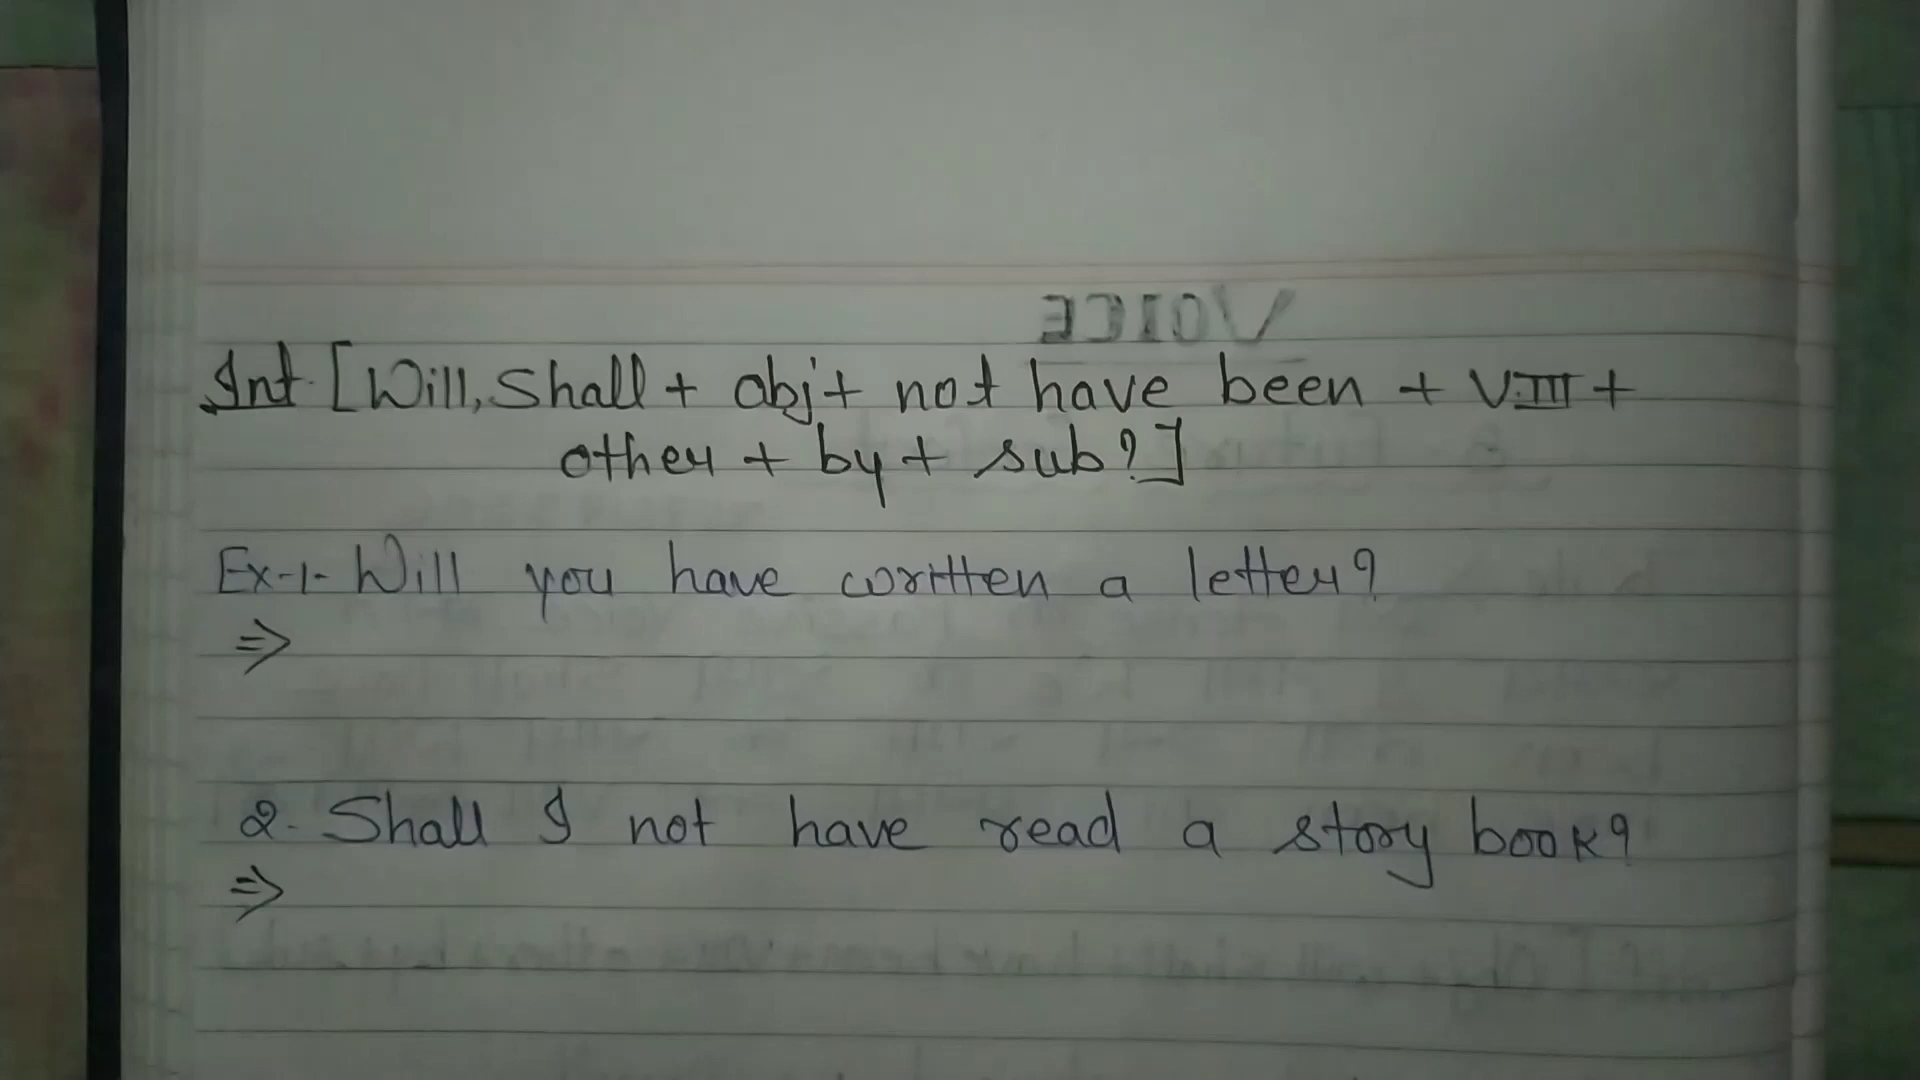 VOICE
Int. [Will, Shall + obj + not have been + V.III +
other + by + sub?]
Ex-1- Will you have written a letter?
⇒
2. Shall I not have read a story book?
⇒